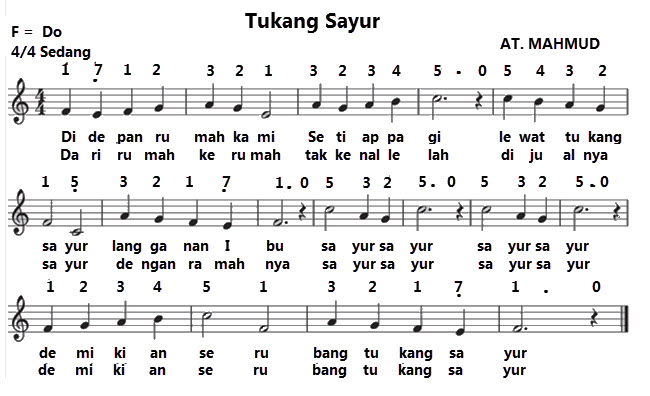 Tukang Sayur
F = Do
4/4 Sedang
AT. MAHMUD
1 7̣ 1 2 3 2 1 3 2 3 4 5 . 0 5 4 3 2
4 4
Di de pan ru mah ka mi Se ti ap pa gi le wat tu kang
Da ri ru mah ke ru mah tak ke nal le lah di ju al nya
1 5̣ 3 2 1 7̣ 1 . 0 5 3 2 5 . 0 5 3 2 5 . 0
sa yur lang ga nan I bu sa yur sa yur sa yur sa yur
sa yur de ngan ra mah nya sa yur sa yur sa yur sa yur
1 2 3 4 5 1 3 2 1 7̣ 1 . 0
de mi ki an se ru bang tu kang sa yur
de mi ki an se ru bang tu kang sa yur